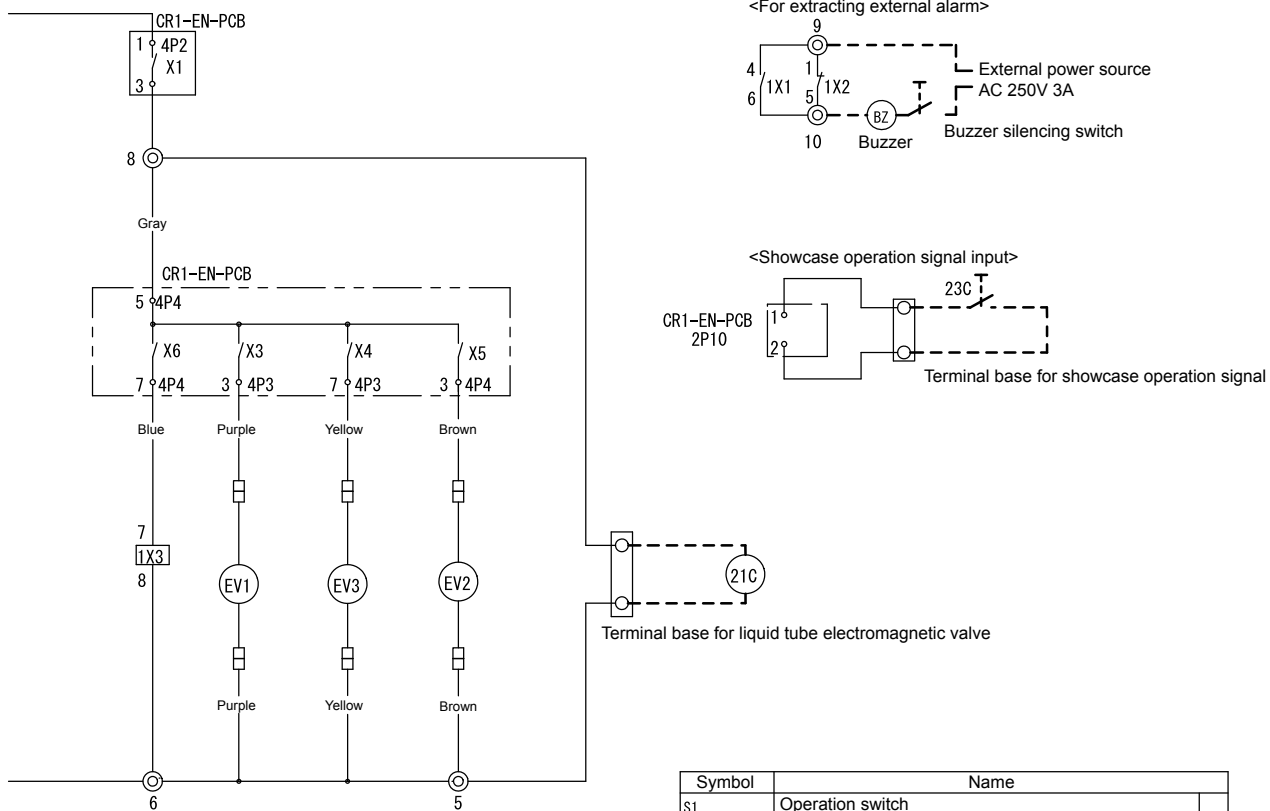 CR1-EN-PCB
1 4P2
X1
3
8
Gray
CR1-EN-PCB
5 4P4
X6 X3 X4 X5
7 4P4 3 4P3 7 4P3 3 4P4
Blue Purple Yellow Brown
7
1X3
8
EV1 EV3 EV2
Purple Yellow Brown
6 5
<For extracting external alarm>
9
4 1
1X1 1X2
6 5
External power source
AC 250V 3A
BZ
10 Buzzer
Buzzer silencing switch
<Showcase operation signal input>
23C
CR1-EN-PCB
2P10
1
2
Terminal base for showcase operation signal
21C
Terminal base for liquid tube electromagnetic valve
Symbol Name
S1 Operation switch